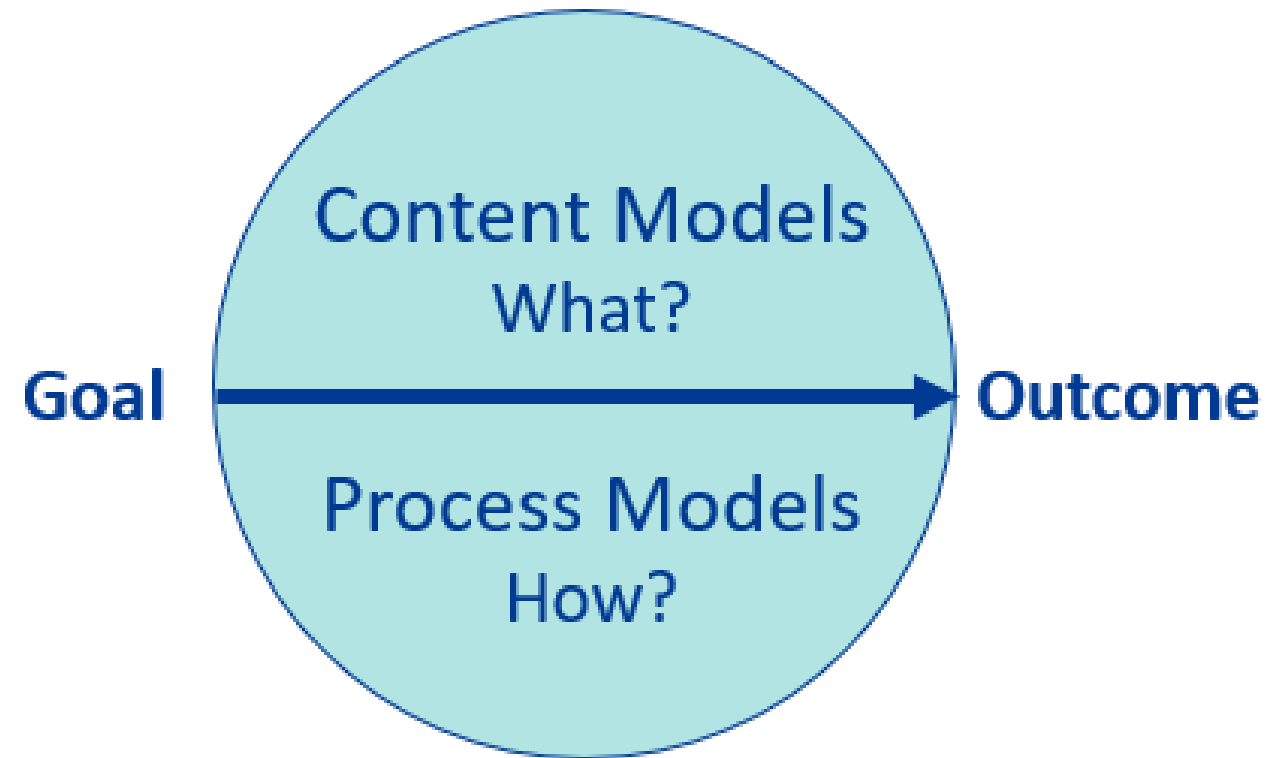 Content Models
What?
Goal
Outcome
Process Models
How?